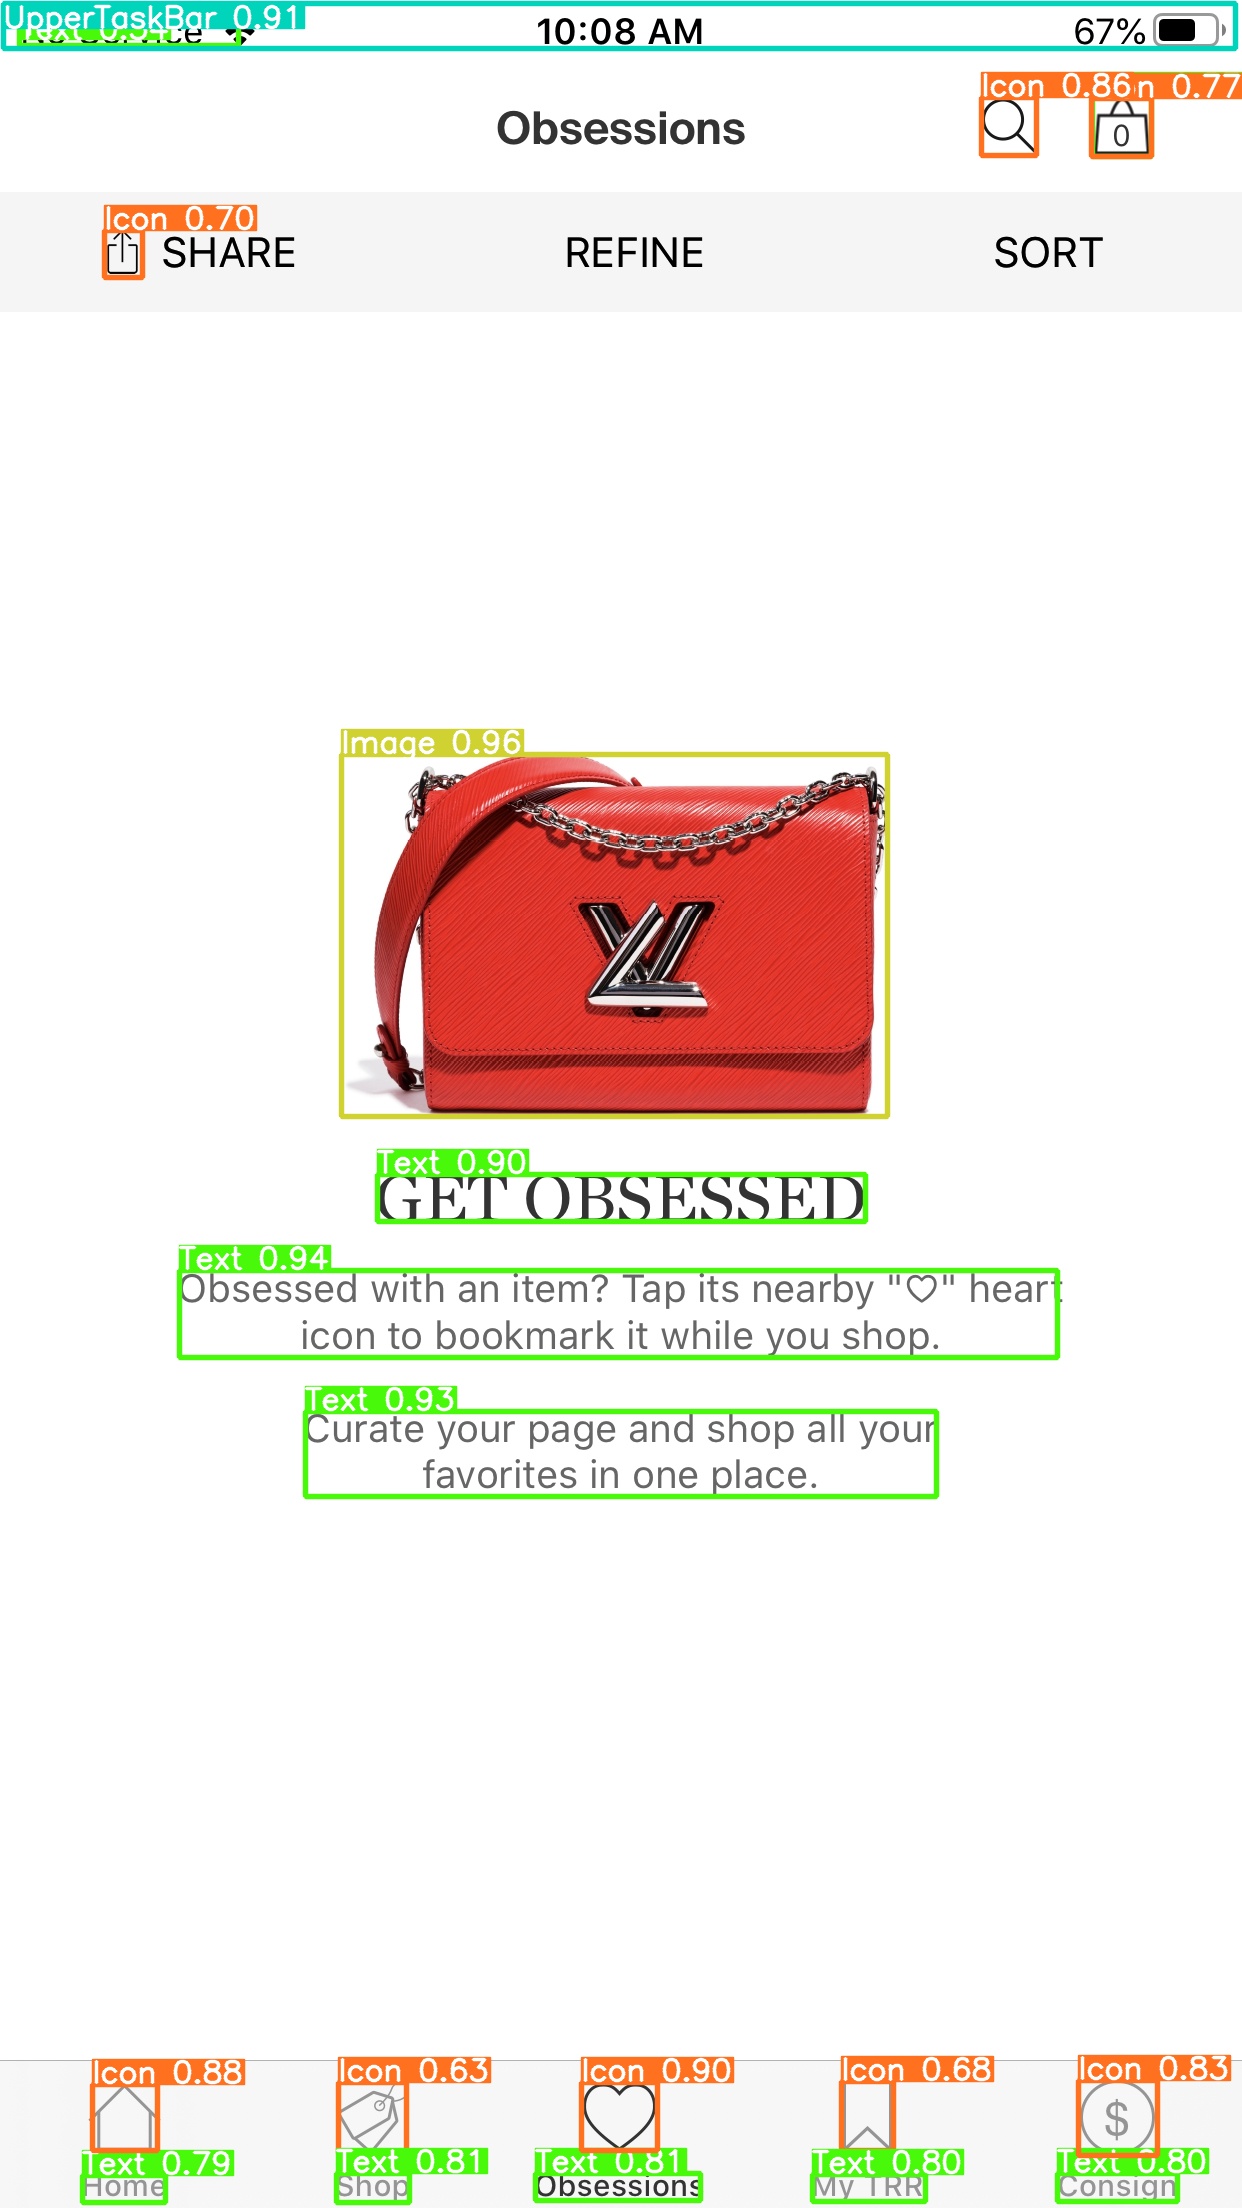 UpperTaskBar 0.91
10:08 AM
67%
Icon 0.86
n 0.77
Obsessions
0
Icon 0.70
SHARE
REFINE
SORT
Image 0.96
Text 0.90
GET OBSESSED
Text 0.94
Obsessed with an item? Tap its nearby "♡" heart
icon to bookmark it while you shop.
Text 0.93
Curate your page and shop all your
favorites in one place.
Icon 0.88
Icon 0.63
Icon 0.90
Icon 0.68
Icon 0.83
$
Text 0.79
Text 0.81
Text 0.81
Text 0.80
Text 0.80
Home
Shop
Obsessions
My TRR
Consign